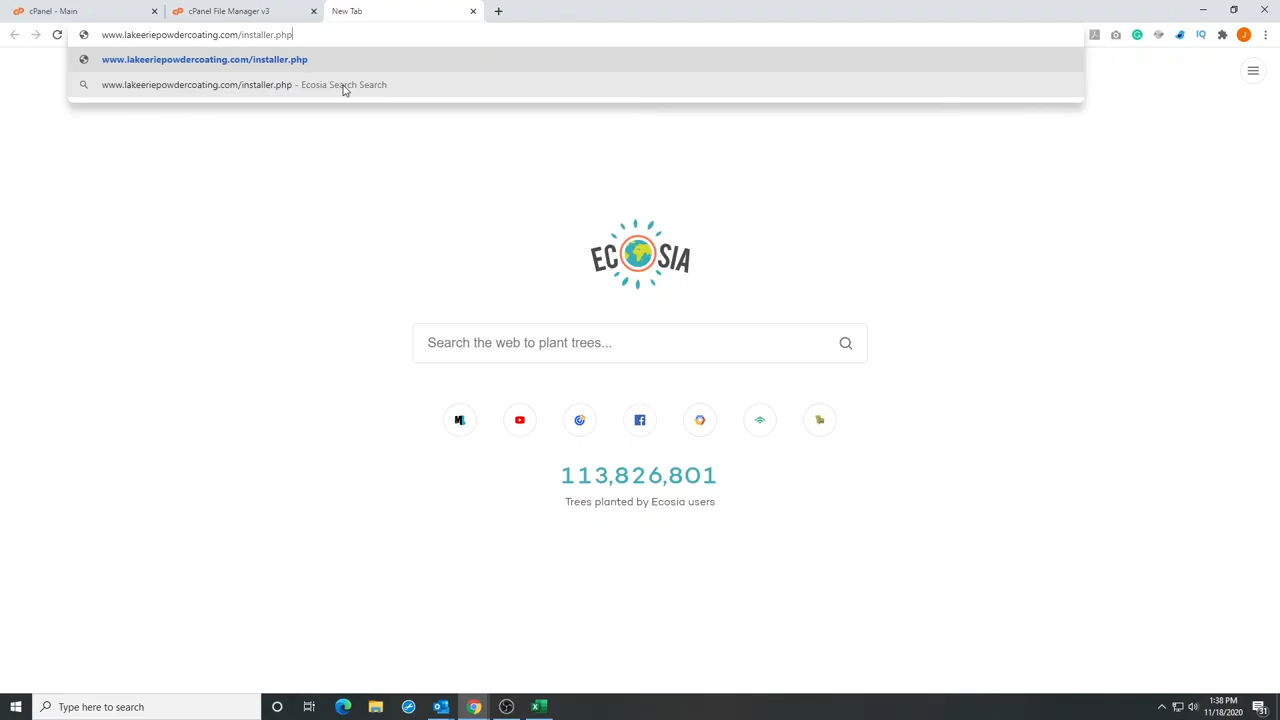 cPanel - Main
cPanel File Manager v3
New Tab
www.lakeeriepowdercoating.com/installer.php
IQ
J
www.lakeeriepowdercoating.com/installer.php
www.lakeeriepowdercoating.com/installer.php - Ecosia Search Search
ECOSIA
Search the web to plant trees...
113,826,801
Trees planted by Ecosia users
Type here to search
1:38 PM
11/18/2020
31